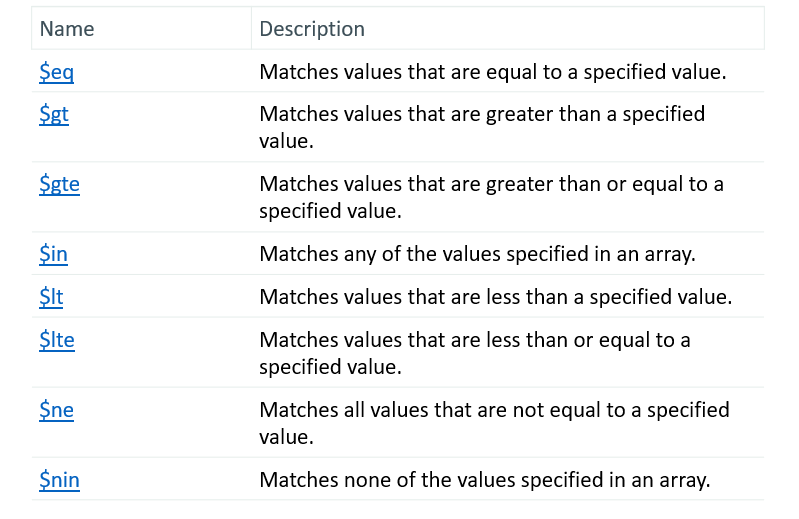 Name Description
$eq Matches values that are equal to a specified value.
$gt Matches values that are greater than a specified
value.
$gte Matches values that are greater than or equal to a
specified value.
$in Matches any of the values specified in an array.
$lt Matches values that are less than a specified value.
$lte Matches values that are less than or equal to a
specified value.
$ne Matches all values that are not equal to a specified
value.
$nin Matches none of the values specified in an array.